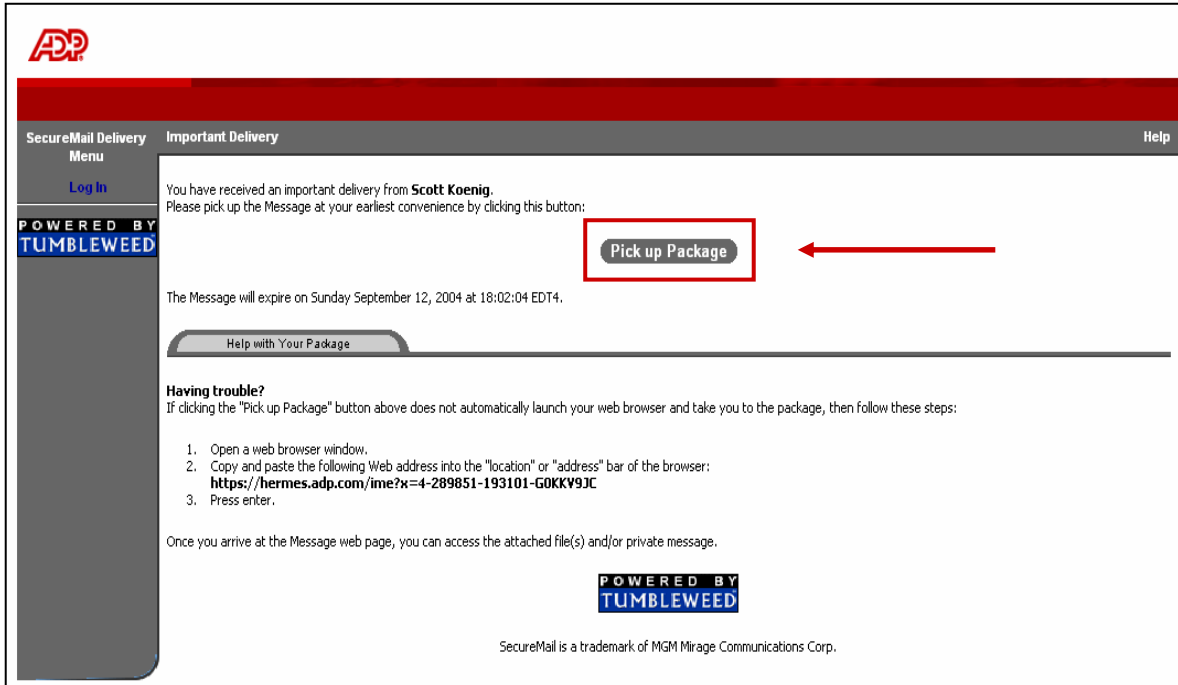 ADP
SecureMail Delivery
Menu
Log In
POWERED BY
TUMBLEWEED
Important Delivery
Help
You have received an important delivery from Scott Koenig.
Please pick up the Message at your earliest convenience by clicking this button:
Pick up Package
The Message will expire on Sunday September 12, 2004 at 18:02:04 EDT4.
Help with Your Package
Having trouble?
If clicking the "Pick up Package" button above does not automatically launch your web browser and take you to the package, then follow these steps:
1. Open a web browser window.
2. Copy and paste the following Web address into the "location" or "address" bar of the browser:
https://hermes.adp.com/ime?x=4-289851-193101-G0KKV9JC
3. Press enter.
Once you arrive at the Message web page, you can access the attached file(s) and/or private message.
POWERED BY
TUMBLEWEED
SecureMail is a trademark of MGM Mirage Communications Corp.